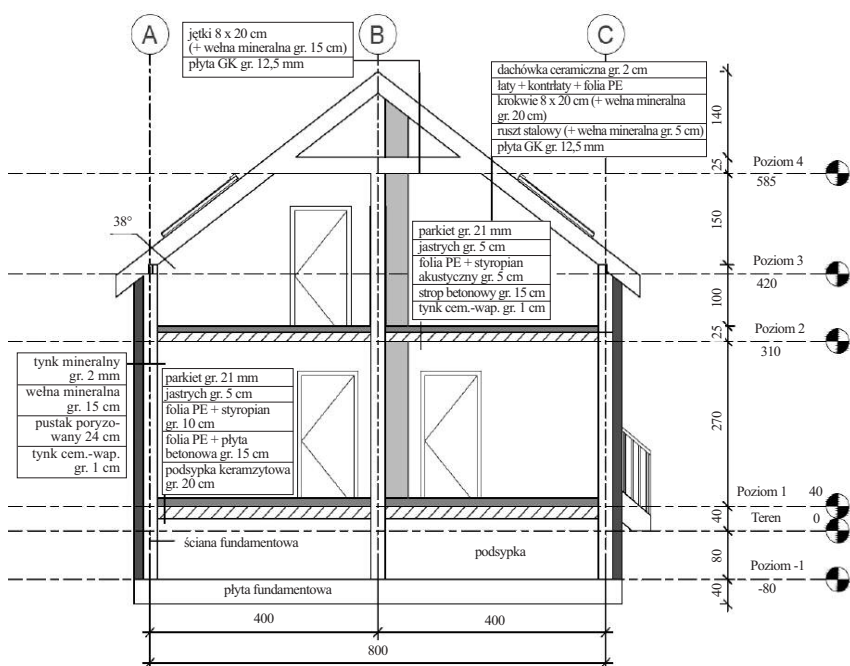 A
B
C
jętki 8 x 20 cm
(+ wełna mineralna gr. 15 cm)
płyta GK gr. 12,5 mm
dachówka ceramiczna gr. 2 cm
łaty + kontrłaty + folia PE
krokwie 8 x 20 cm (+ wełna mineralna
gr. 20 cm)
ruszt stalowy (+ wełna mineralna gr. 5 cm)
płyta GK gr. 12,5 mm
140
25
Poziom 4
585
38°
150
parkiet gr. 21 mm
jastrych gr. 5 cm
folia PE + styropian
akustyczny gr. 5 cm
strop betonowy gr. 15 cm
tynk cem.-wap. gr. 1 cm
Poziom 3
420
100
25
Poziom 2
310
tynk mineralny
gr. 2 mm
wełna mineralna
gr. 15 cm
pustak poryzo-
wany 24 cm
tynk cem.-wap.
gr. 1 cm
parkiet gr. 21 mm
jastrych gr. 5 cm
folia PE + styropian
gr. 10 cm
folia PE + płyta
betonowa gr. 15 cm
podsypka keramzytowa
gr. 20 cm
270
Poziom 1 40
40
Teren 0
ściana fundamentowa
podsypka
80
Poziom -1
-80
płyta fundamentowa
40
400
400
800